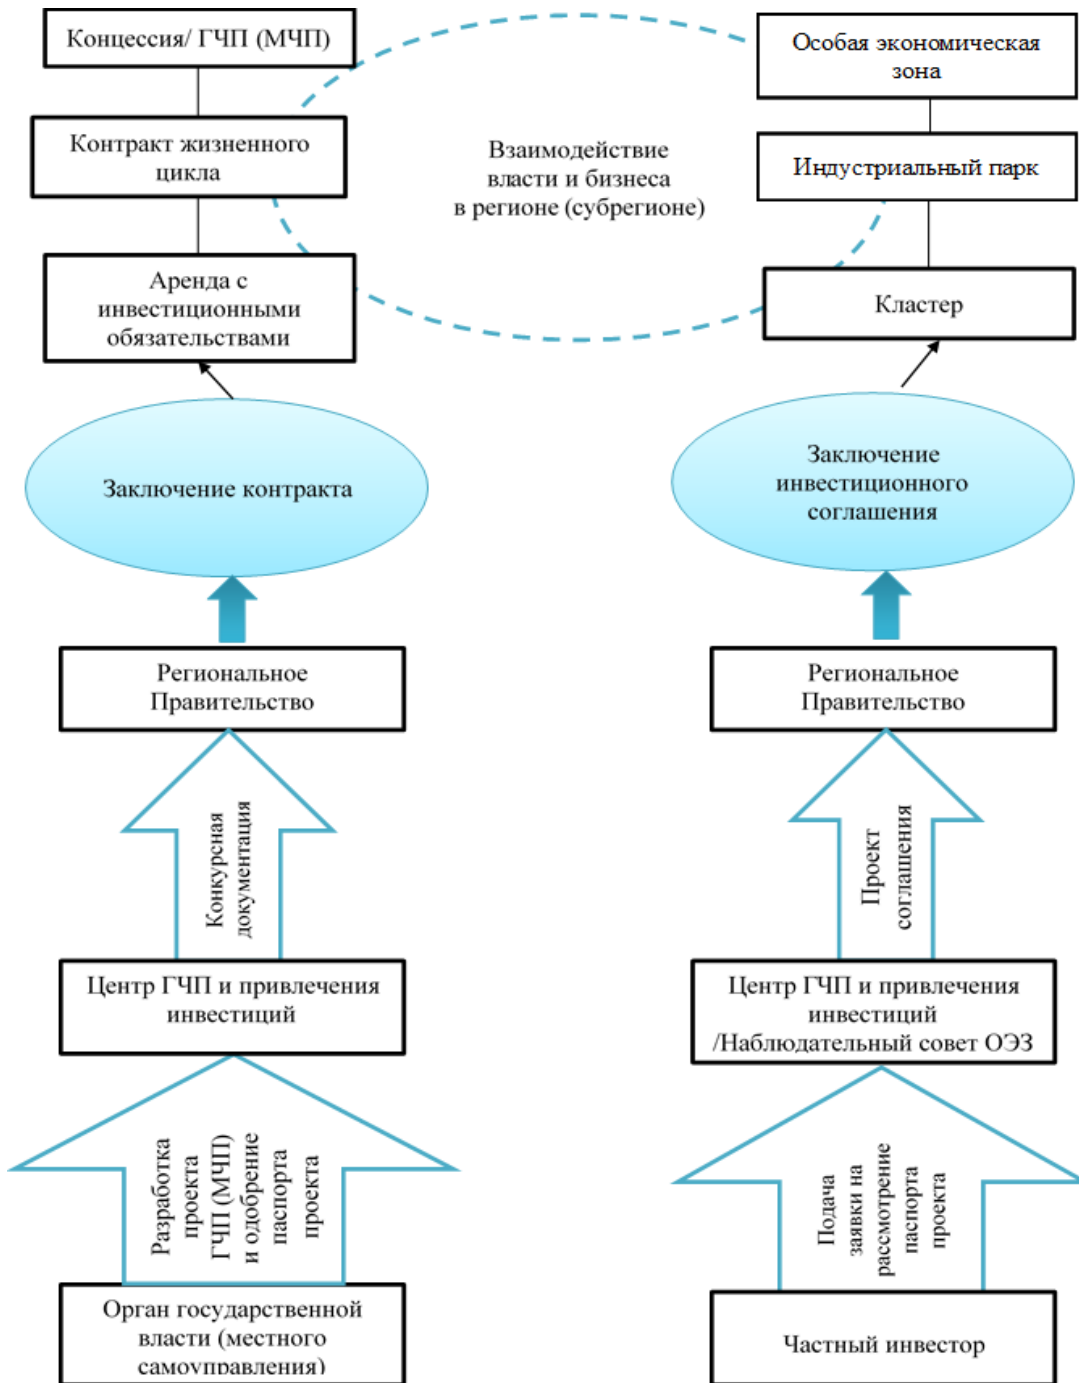 Концессия/ ГЧП (МЧП)
Контракт жизненного
цикла
Аренда с
инвестиционными
обязательствами
Взаимодействие
власти и бизнеса
в регионе (субрегионе)
Особая экономическая
зона
Индустриальный парк
Кластер
Заключение контракта
Заключение
инвестиционного
соглашения
Региональное
Правительство
Региональное
Правительство
Конкурсная
документация
Проект
соглашения
Центр ГЧП и привлечения
инвестиций
Центр ГЧП и привлечения
инвестиций
/Наблюдательный совет ОЭЗ
Разработка
проекта
ГЧП (МЧП)
и одобрение
паспорта
проекта
Подача
заявки на
рассмотрение
паспорта
проекта
Орган государственной
власти (местного
самоуправления)
Частный инвестор